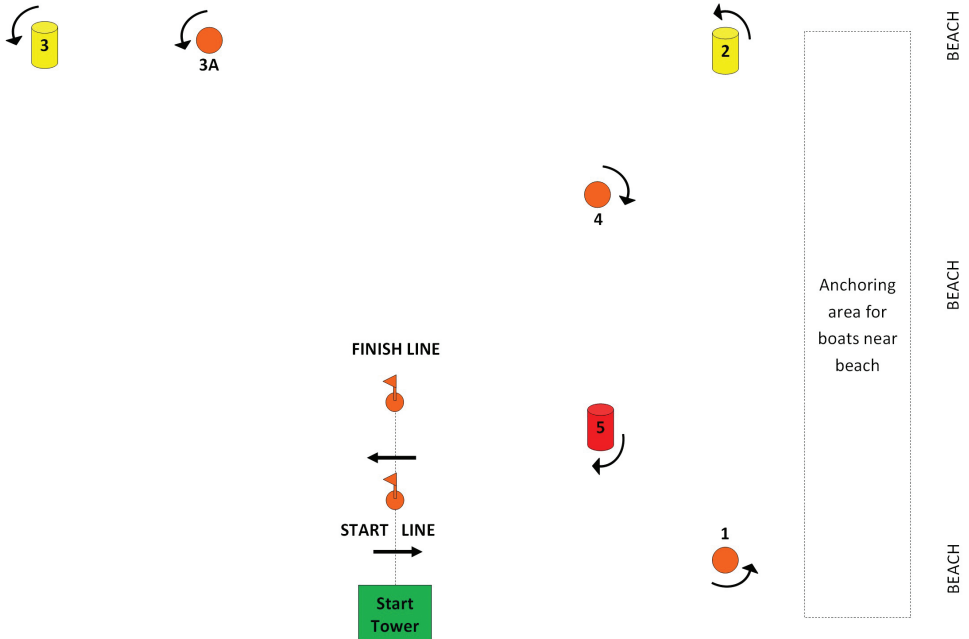 3
3A
2
BEACH
4
BEACH
Anchoring
area for
boats near
beach
FINISH LINE
5
START LINE
1
BEACH
Start
Tower